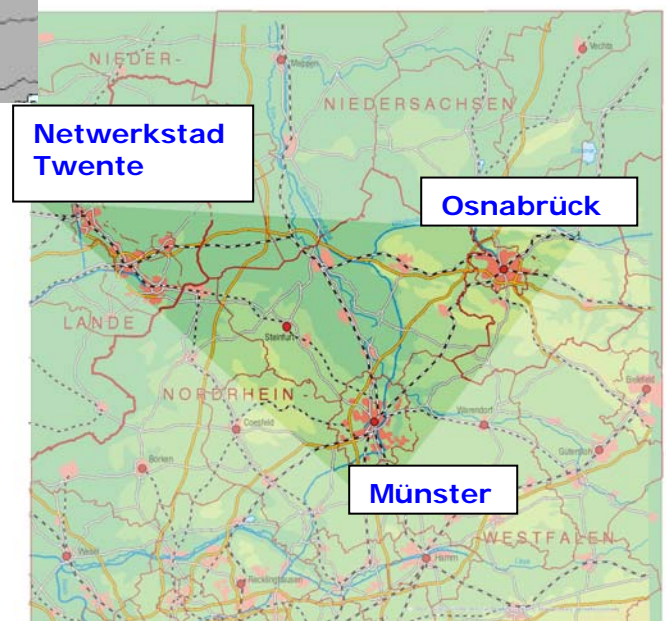 NIEDER-
Meppen
Vechta
NIEDERSACHSEN
Netwerkstad
Twente
Osnabrück
LANDE
Steinfurt
NORDRHEIN -
Coesfeld
Warendorf
Bielefeld
Borken
Gütersloh
Münster
WESTFALEN
Wesel
Hamm
Recklinghausen